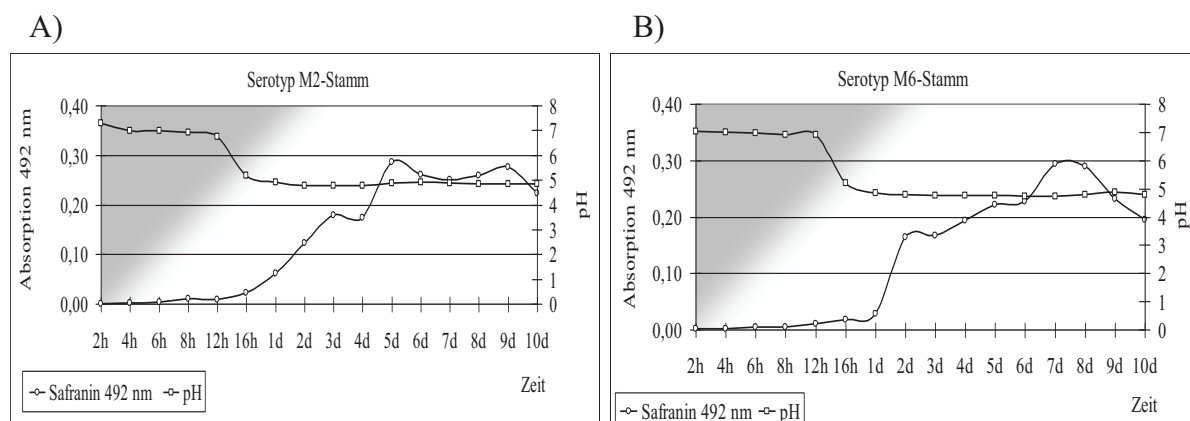 A)
Serotyp M2-Stamm
Absorption 492 nm
0,40
0,30
0,20
0,10
0,00
8
7
6
5
4
3
2
1
0
pH
2h 4h 6h 8h 12h 16h 1d 2d 3d 4d 5d 6d 7d 8d 9d 10d
Zeit
Safranin 492 nm pH
B)
Serotyp M6-Stamm
Absorption 492 nm
0,40
0,30
0,20
0,10
0,00
8
7
6
5
4
3
2
1
0
pH
2h 4h 6h 8h 12h 16h 1d 2d 3d 4d 5d 6d 7d 8d 9d 10d
Zeit
Safranin 492 nm pH